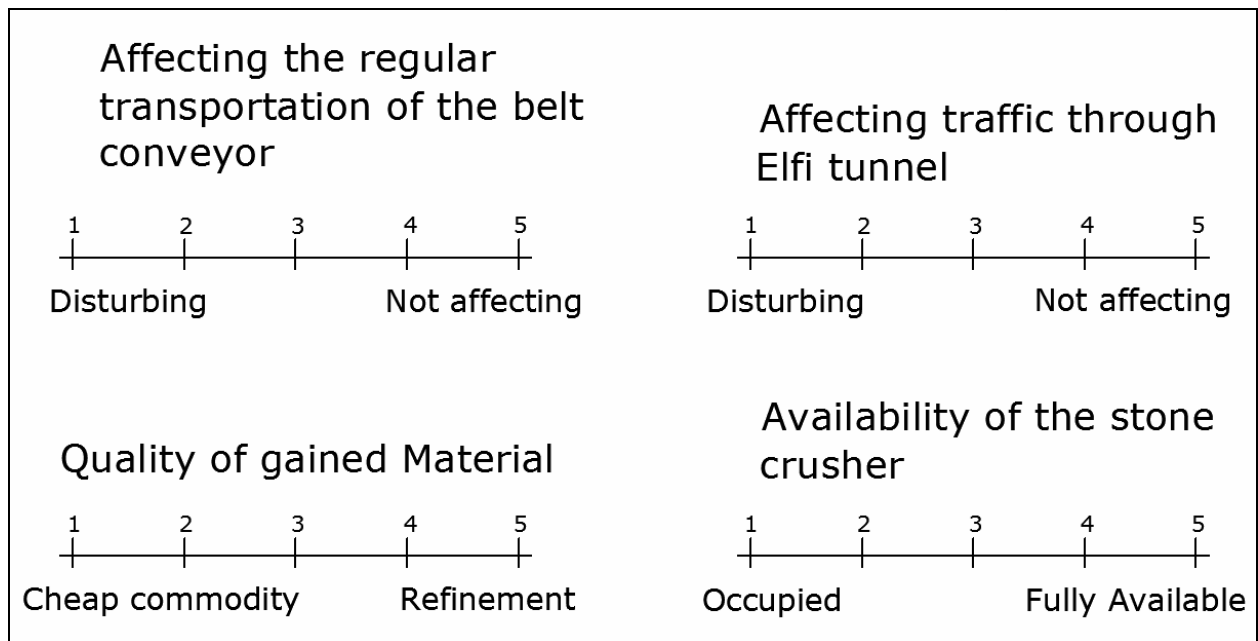 Affecting the regular
transportation of the belt
conveyor
1 2 3 4 5
Disturbing Not affecting
Affecting traffic through
Elfi tunnel
1 2 3 4 5
Disturbing Not affecting
Quality of gained Material
1 2 3 4 5
Cheap commodity Refinement
Availability of the stone
crusher
1 2 3 4 5
Occupied Fully Available